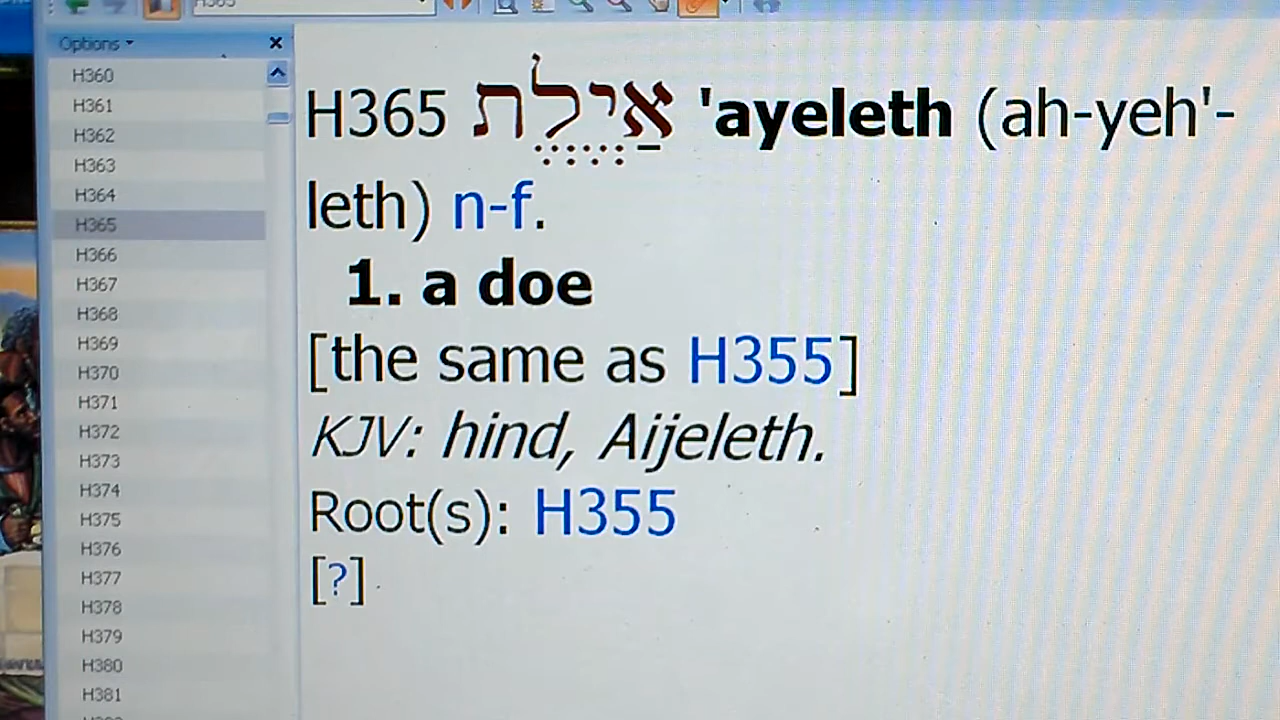 H365
Options
H360
H361
H362
H363
H364
H365
H366
H367
H368
H369
H370
H371
H372
H373
H374
H375
H376
H377
H378
H379
H380
H381
H365 אַיֶּלֶת 'ayeleth (ah-yeh'-
leth) n-f.
1. a doe
[the same as H355]
KJV: hind, Aijeleth.
Root(s): H355
[?]